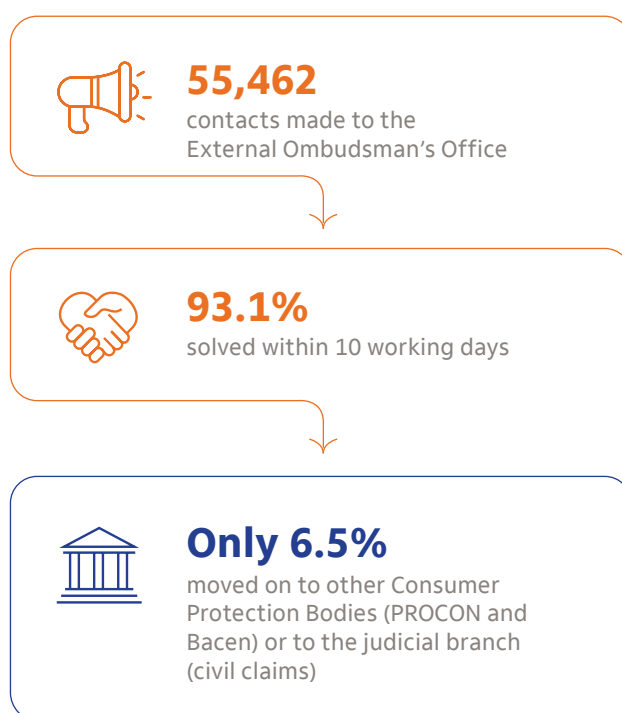 55,462
contacts made to the
External Ombudsman’s Office
93.1%
solved within 10 working days
Only 6.5%
moved on to other Consumer
Protection Bodies (PROCON and
Bacen) or to the judicial branch
(civil claims)